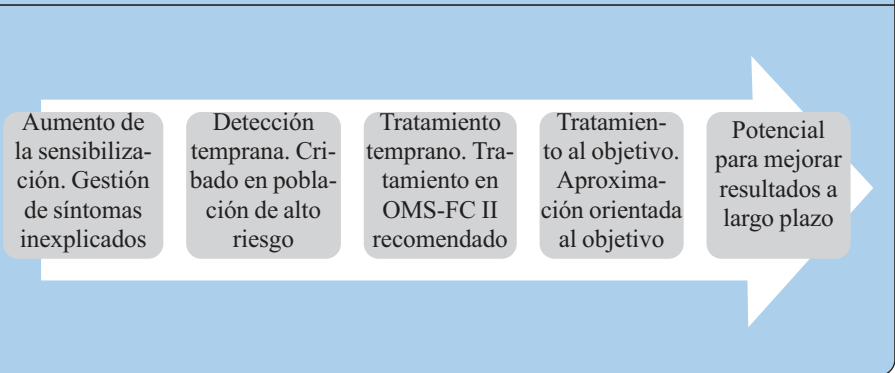 Aumento de
la sensibiliza-
ción. Gestión
de síntomas
inexplicados
Detección
temprana. Cri-
bado en pobla-
ción de alto
riesgo
Tratamiento
temprano. Tra-
tamiento en
OMS-FC II
recomendado
Tratamien-
to al objetivo.
Aproxima-
ción orientada
al objetivo
Potencial
para mejorar
resultados a
largo plazo